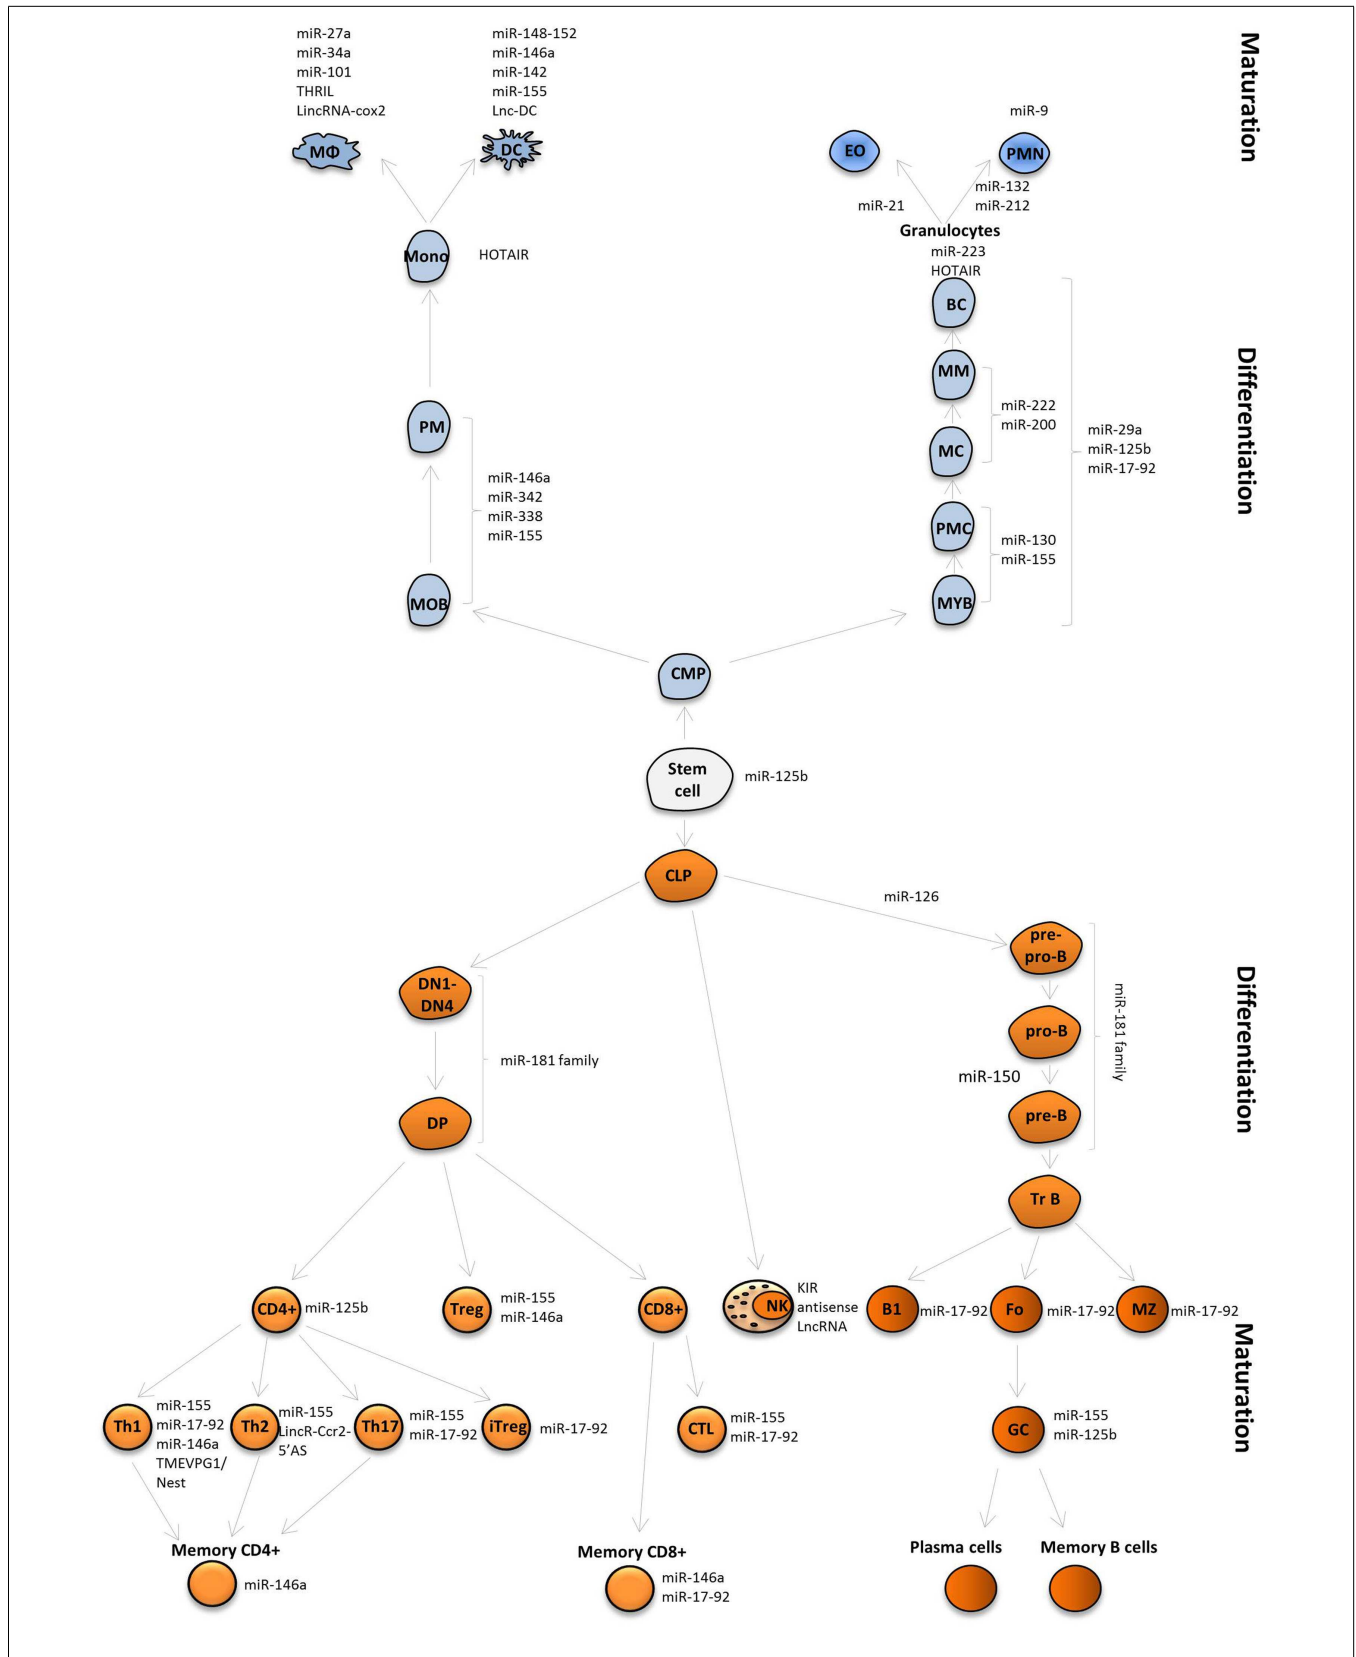 miR-27a
miR-34a
miR-101
THRIL
LincRNA-cox2
miR-148-152
miR-146a
miR-142
miR-155
Lnc-DC
Maturation
miR-9
MΦ
DC
EO
PMN
miR-21
miR-132
miR-212
Granulocytes
miR-223
HOTAIR
Mono
HOTAIR
BC
MM
miR-222
miR-200
MC
miR-29a
miR-125b
miR-17-92
Differentiation
PM
miR-146a
miR-342
miR-338
miR-155
PMC
miR-130
miR-155
MOB
MYB
CMP
Stem
cell
miR-125b
CLP
miR-126
pre-
pro-B
DN1-
DN4
miR-181 family
pro-B
miR-181 family
Differentiation
miR-150
DP
pre-B
Tr B
CD4+
miR-125b
Treg
miR-155
miR-146a
CD8+
NK
KIR
antisense
LncRNA
B1
miR-17-92
Fo
miR-17-92
MZ
miR-17-92
Maturation
Th1
miR-155
miR-17-92
miR-146a
TMEVPG1/
Nest
Th2
miR-155
LincR-Ccr2-
5'AS
Th17
miR-155
miR-17-92
iTreg
miR-17-92
CTL
miR-155
miR-17-92
GC
miR-155
miR-125b
Memory CD4+
miR-146a
Memory CD8+
miR-146a
miR-17-92
Plasma cells
Memory B cells